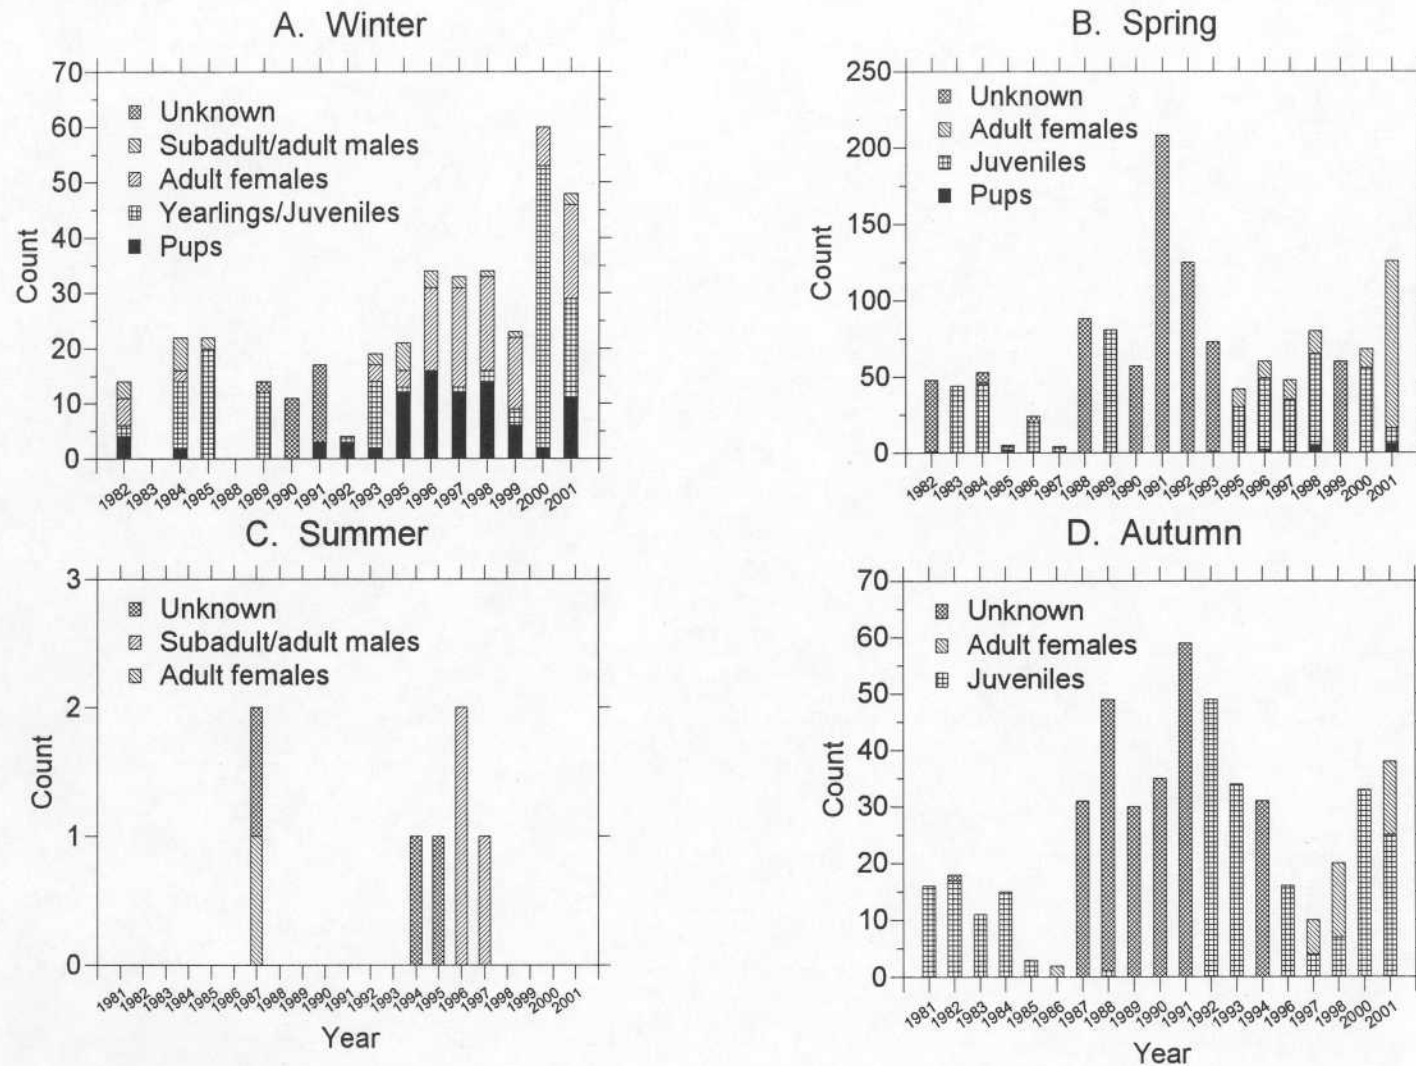 A. Winter
70
60
50
40
30
20
10
0
Count
Unknown
Subadult/adult males
Adult females
Yearlings/Juveniles
Pups
1982 1983 1984 1985 1988 1989 1990 1991 1992 1993 1995 1996 1997 1998 1999 2000 2001
B. Spring
250
200
150
100
50
0
Count
Unknown
Adult females
Juveniles
Pups
1982 1983 1984 1985 1986 1987 1988 1989 1990 1991 1992 1993 1995 1996 1997 1998 1999 2000 2001
C. Summer
3
2
1
0
Count
Unknown
Subadult/adult males
Adult females
1981 1982 1983 1984 1985 1986 1987 1988 1989 1990 1991 1992 1993 1994 1995 1996 1997 1998 1999 2000 2001
Year
D. Autumn
70
60
50
40
30
20
10
0
Count
Unknown
Adult females
Juveniles
1981 1982 1983 1984 1985 1986 1987 1988 1989 1990 1991 1992 1993 1994 1996 1997 1998 2000 2001
Year